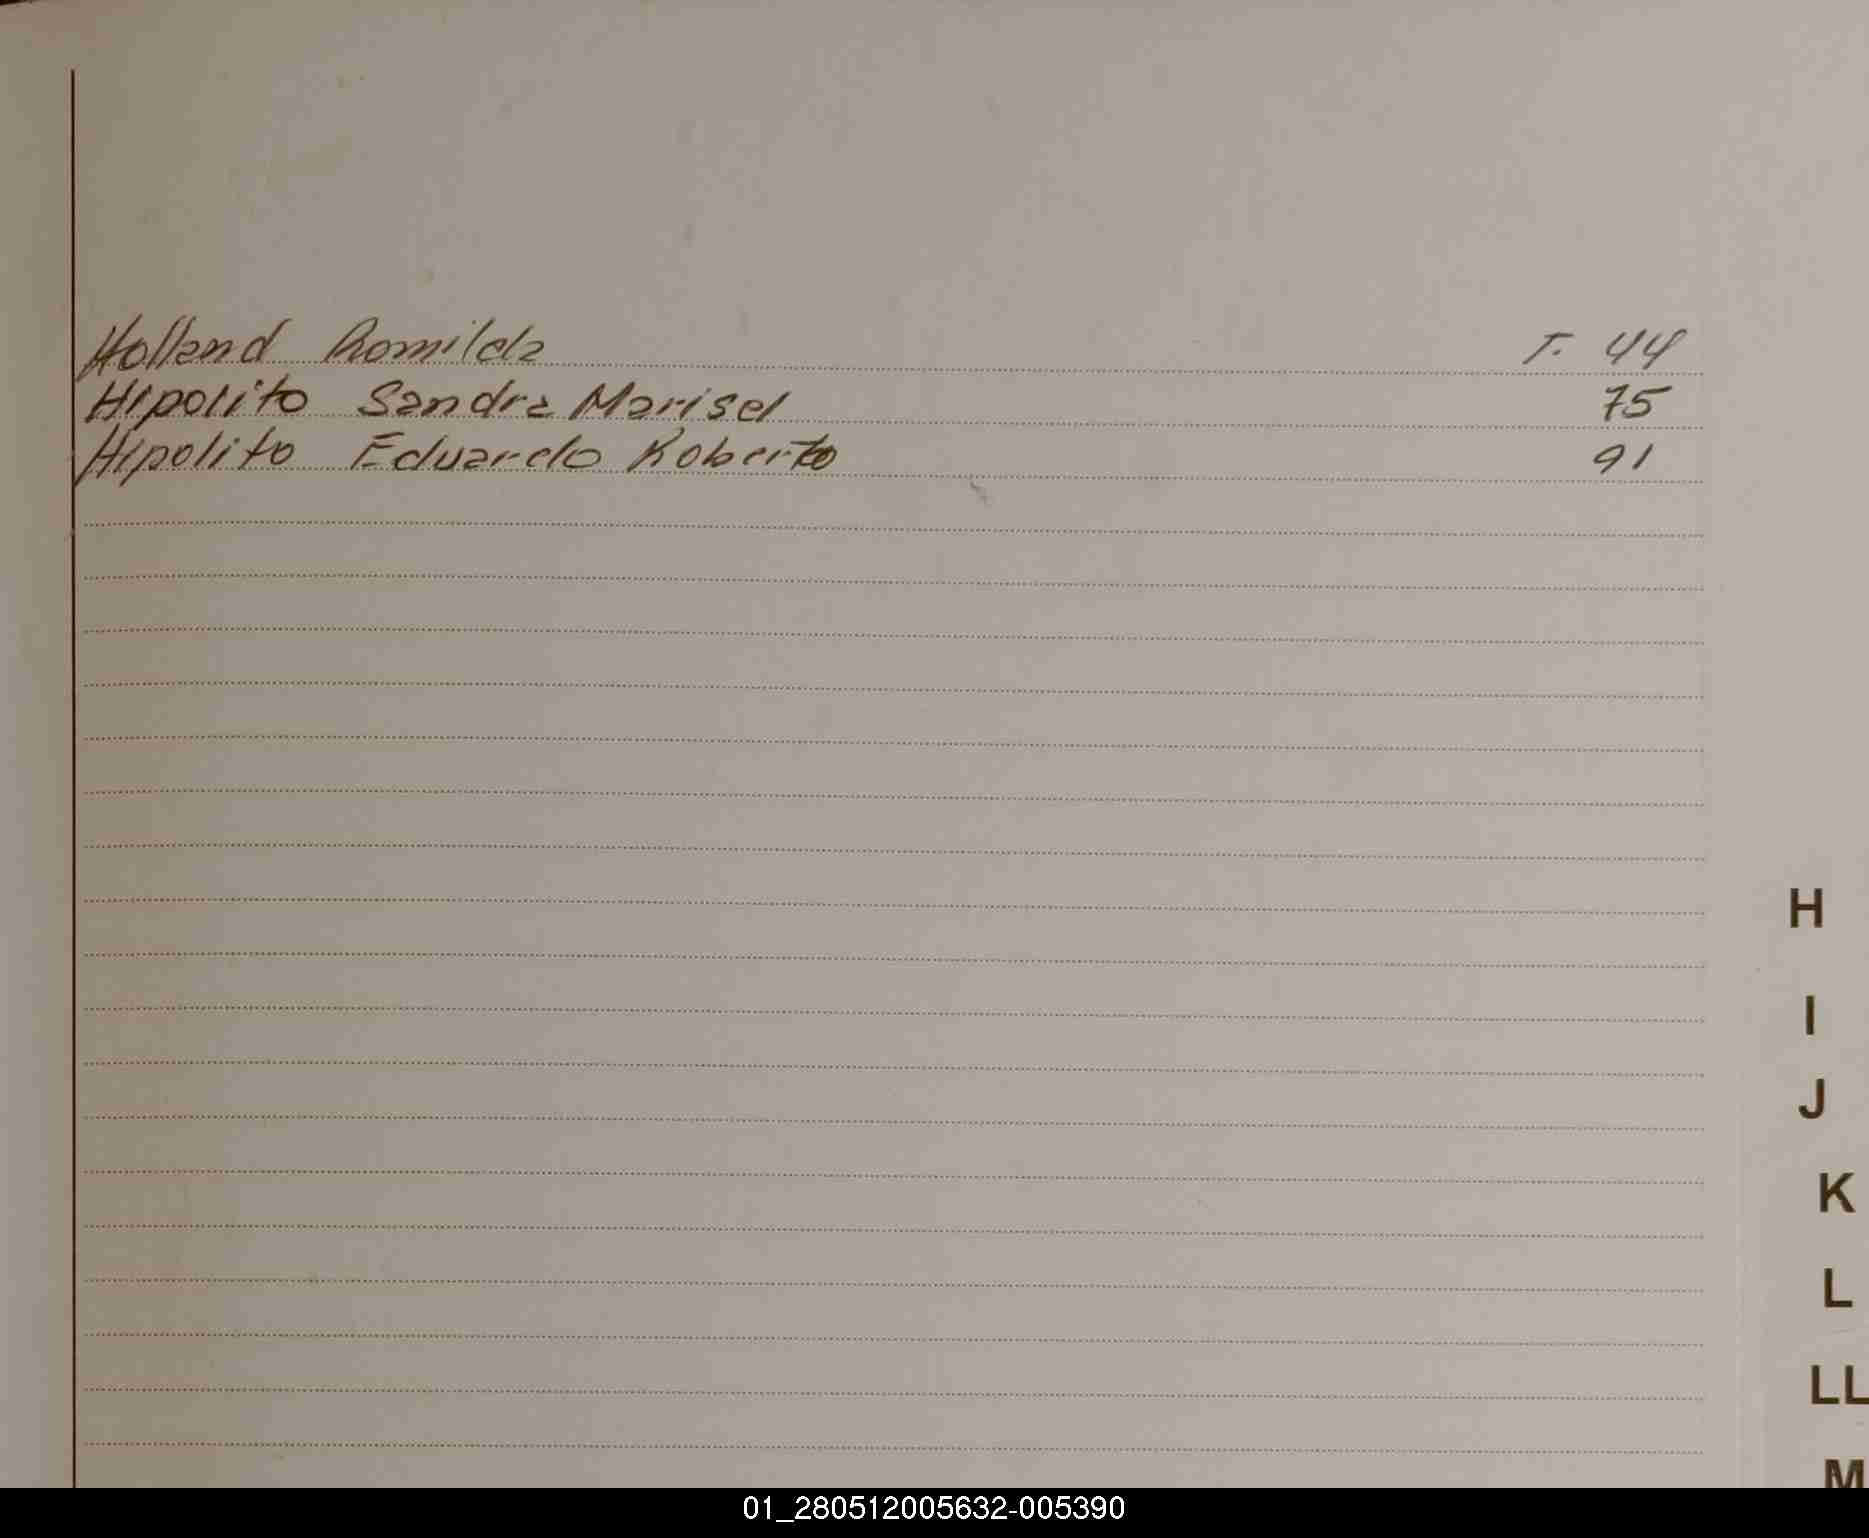 Holland Romilda T. 44
Hipolito Sandra Marisel 75
Hipolito Eduardo Roberto 91
H
I
J
K
L
LL
M
01_280512005632-005390